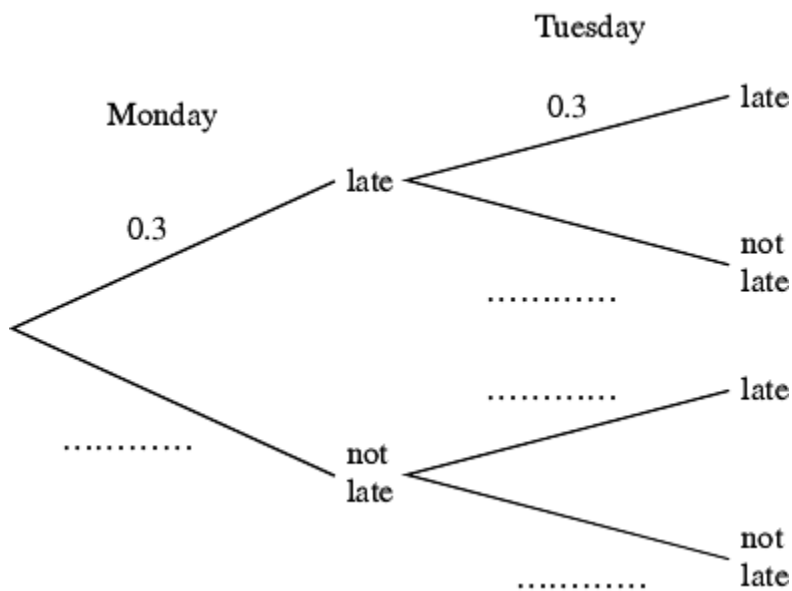 Tuesday
Monday
0.3
late
late
0.3
not
late
............
............
late
............
not
late
not
late
............